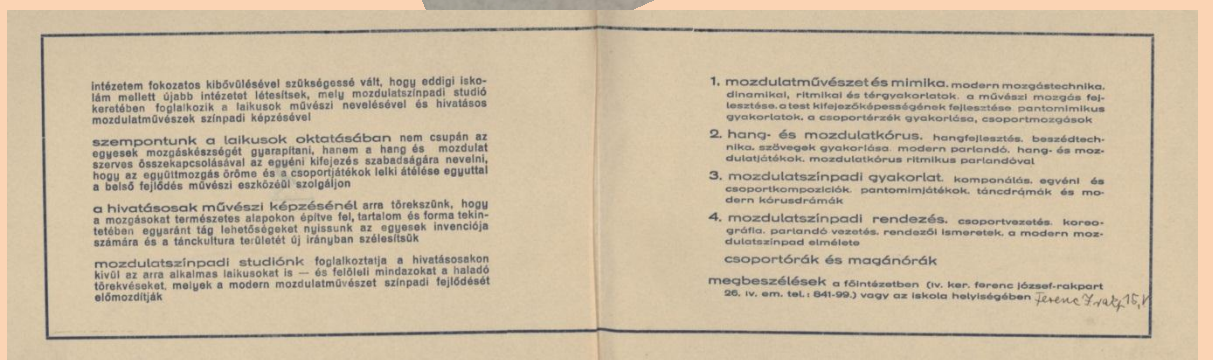 intézetem fokozatos kibővülésével szükségessé vált, hogy eddigi isko-
lám mellett újabb intézetet létesítsek, mely mozdulatszínpadi studió
keretében foglalkozik a laikusok művészi nevelésével és hivatásos
mozdulatművészek színpadi képzésével
szempontunk a laikusok oktatásában nem csupán az
egyesek mozgáskészségét gyarapítani, hanem a hang és mozdulat
szerves összekapcsolásával az egyéni kifejezés szabadságára nevelni,
hogy az együttmozgás öröme és a csoportjátékok lelki átélése egyuttal
a belső fejlődés művészi eszközéül szolgáljon
a hivatásosak művészi képzésénél arra törekszünk, hogy
a mozgásokat természetes alapokon építve fel, tartalom és forma tekin-
tetében egyaránt tág lehetőségeket nyissunk az egyesek invenciója
számára és a tánckultura területét új irányban szélesítsük
mozdulatszínpadi studiónk foglalkoztatja a hivatásosakon
kívül az arra alkalmas laikusokat is — és felöleli mindazokat a haladó
törekvéseket, melyek a modern mozdulatművészet színpadi fejlődését
előmozdítják
1. mozdulatművészet és mimika. modern mozgástechnika.
dinamikai, ritmikai és térgyakorlatok. a művészi mozgás fej-
lesztése. a test kifejezőképességének fejlesztése. pantomimikus
gyakorlatok, a csoportérzék gyakorlása, csoportmozgások
2. hang- és mozdulatkórus. hangfejlesztés. beszédtech-
nika. szövegek gyakorlása. modern parlandó. hang- és moz-
dulatjátékok. mozdulatkórus ritmikus parlandóval
3. mozdulatszínpadi gyakorlat. komponálás. egyéni és
csoportkompoziciók. pantomimjátékok. táncdrámák és mo-
dern kórusdrámák
4. mozdulatszínpadi rendezés. csoportvezetés. koreo-
gráfia. parlandó vezetés. rendezői ismeretek. a modern moz-
dulatszínpad elmélete
csoportórák és magánórák
megbeszélések a főintézetben (iv. ker. ferenc józsef-rakpart
26. iv. em. tel.: 841-99.) vagy az iskola helyiségében Ferenc J rakp